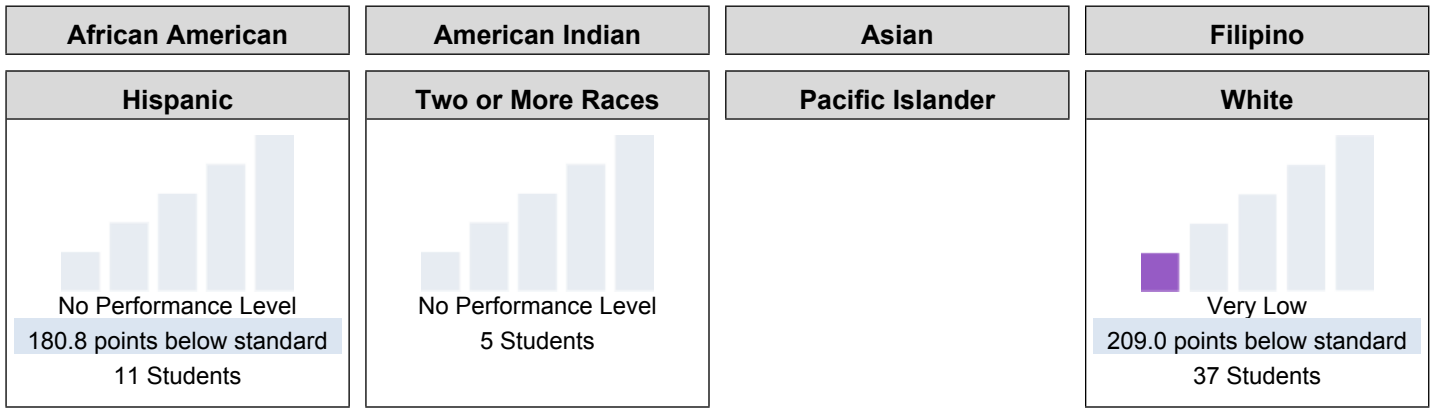 African American
American Indian
Asian
Filipino
Hispanic
No Performance Level
180.8 points below standard
11 Students
Two or More Races
No Performance Level
5 Students
Pacific Islander
White
Very Low
209.0 points below standard
37 Students